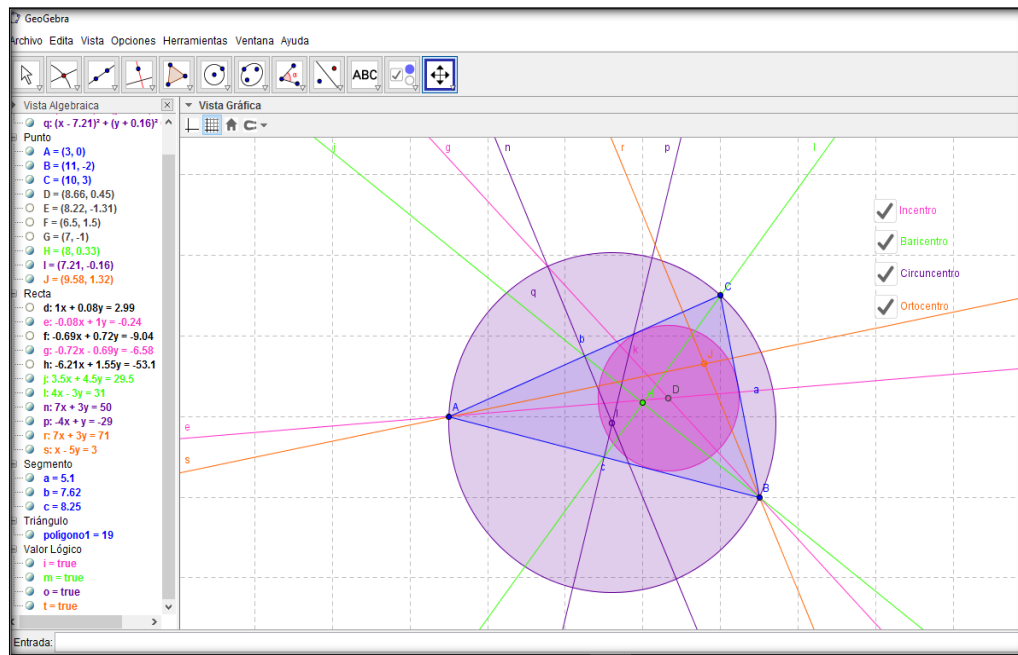 GeoGebra
Archivo Edita Vista Opciones Herramientas Ventana Ayuda
ABC
Vista Algebraica
Vista Gráfica
q: (x - 7.21)² + (y + 0.16)²
Punto
A = (3, 0)
B = (11, -2)
C = (10, 3)
D = (8.66, 0.45)
E = (8.22, -1.31)
F = (6.5, 1.5)
G = (7, -1)
H = (8, 0.33)
I = (7.21, -0.16)
J = (9.58, 1.32)
Recta
d: 1x + 0.08y = 2.99
e: -0.08x + 1y = -0.24
f: -0.69x + 0.72y = -9.04
g: -0.72x - 0.69y = -6.58
h: -6.21x + 1.55y = -53.1
j: 3.5x + 4.5y = 29.5
l: 4x - 3y = 31
n: 7x + 3y = 50
p: -4x + y = -29
r: 7x + 3y = 71
s: x - 5y = 3
Segmento
a = 5.1
b = 7.62
c = 8.25
Triángulo
polígono1 = 19
Valor Lógico
i = true
m = true
o = true
t = true
Entrada:
j
g
n
r
p
l
Incentro
Baricentro
Circuncentro
Ortocentro
C
q
b
k
J
D
a
H
A
I
e
s
c
B